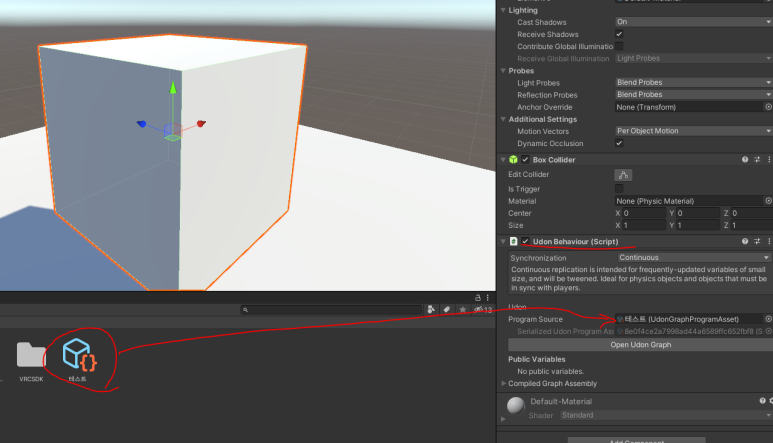 Lighting
Cast Shadows On
Receive Shadows
Contribute Global Illuminatio
Receive Global Illumination Light Probes
Probes
Light Probes Blend Probes
Reflection Probes Blend Probes
Anchor Override None (Transform)
Additional Settings
Motion Vectors Per Object Motion
Dynamic Occlusion
Box Collider
Edit Collider
Is Trigger
Material None (Physic Material)
Center X 0 Y 0 Z 0
Size X 1 Y 1 Z 1
Udon Behaviour (Script)
Synchronization Continuous
Continuous replication is intended for frequently-updated variables of small
size, and will be tweened. Ideal for physics objects and objects that must be
in sync with players.
Udon
Program Source 테스트 (UdonGraphProgramAsset)
Serialized Udon Program Ass
Open Udon Graph
Public Variables
No public variables.
Compiled Graph Assembly
Default-Material
Shader Standard
Add Component
13
VRCSDK
테스트